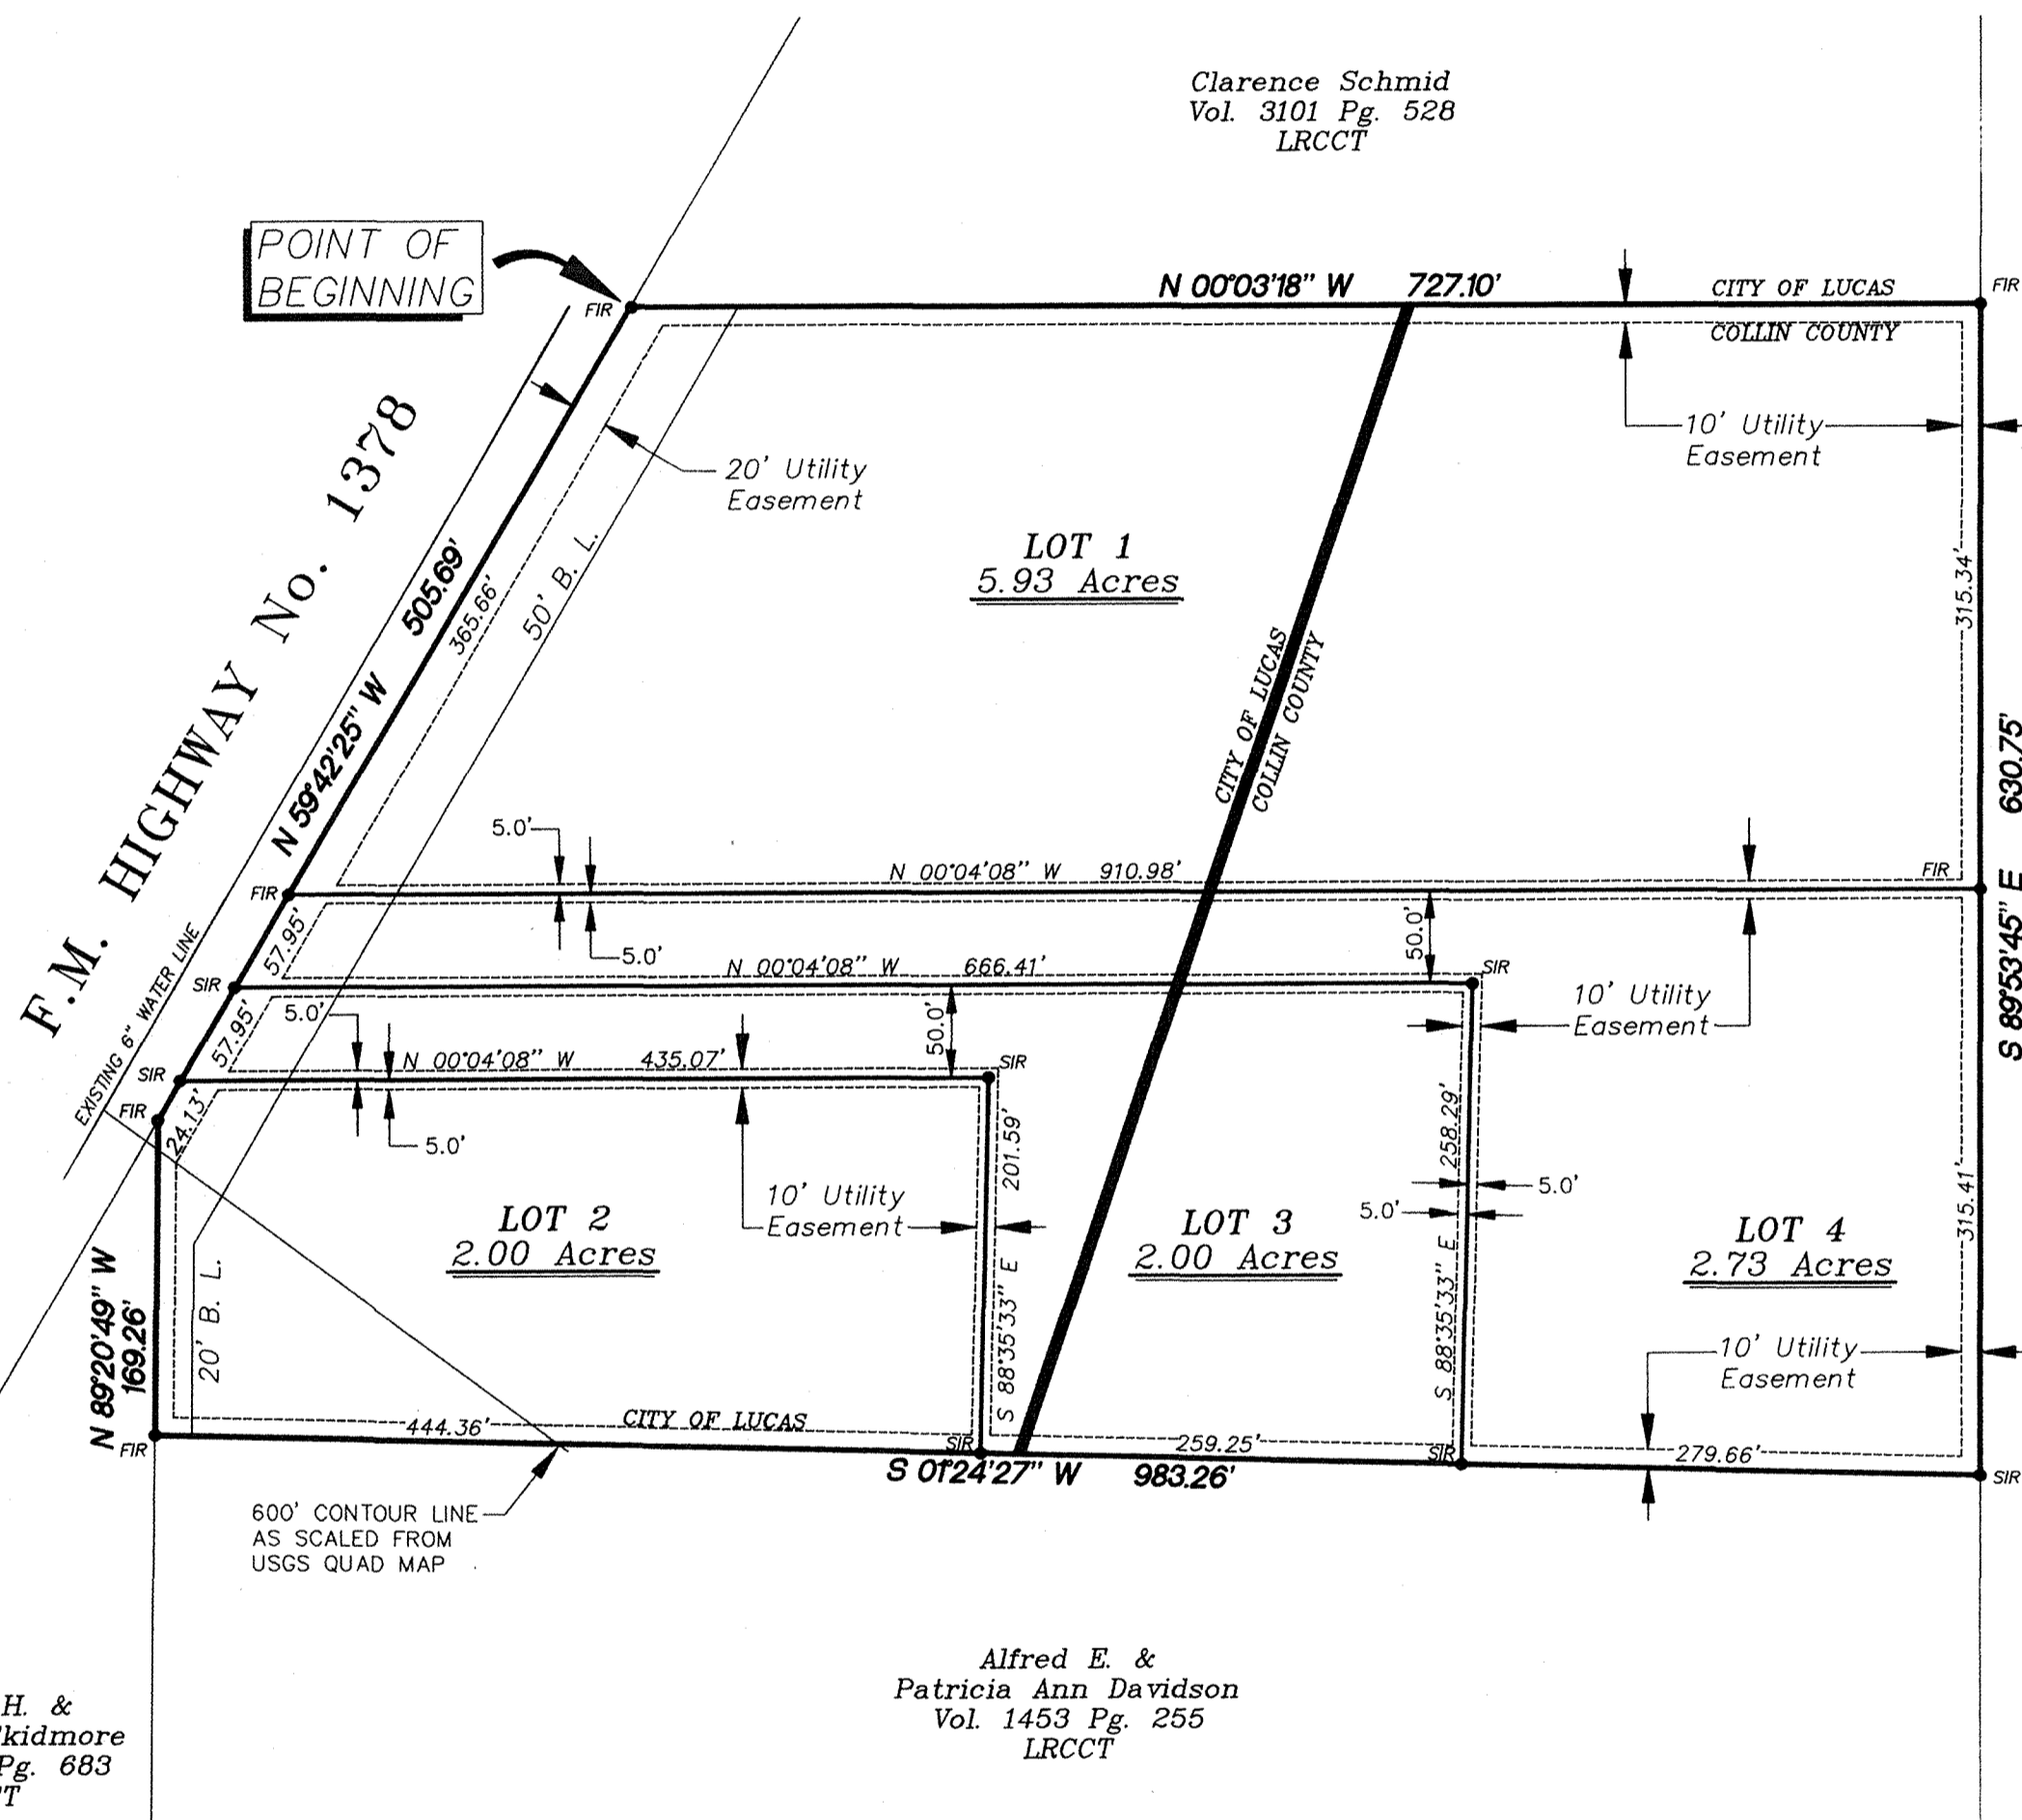 Clarence Schmid
Vol. 3101 Pg. 528
LRCCT
POINT OF
BEGINNING
FIR
N 00°03'18" W 727.10'
CITY OF LUCAS
COLLIN COUNTY
FIR
10' Utility
Easement
20' Utility
Easement
F.M. HIGHWAY No. 1378
N 59°42'25" W 505.69'
365.66'
50' B. L.
LOT 1
5.93 Acres
CITY OF LUCAS
COLLIN COUNTY
315.34'
S 89°53'45" E 630.75'
5.0'
N 00°04'08" W 910.98'
FIR
FIR
5.0'
50.0'
57.95'
EXISTING 6" WATER LINE
N 00°04'08" W 666.41'
SIR
SIR
10' Utility
Easement
5.0'
57.95'
50.0'
N 00°04'08" W 435.07'
SIR
SIR
FIR
24.13'
5.0'
201.59'
S 88°35'33" E
258.29'
S 88°35'33" E
5.0'
5.0'
10' Utility
Easement
LOT 2
2.00 Acres
LOT 3
2.00 Acres
LOT 4
2.73 Acres
315.41'
N 89°20'49" W
169.26'
20' B. L.
10' Utility
Easement
444.36'
CITY OF LUCAS
FIR
SIR
259.25'
SIR
279.66'
SIR
S 01°24'27" W 983.26'
600' CONTOUR LINE
AS SCALED FROM
USGS QUAD MAP
Alfred E. &
Patricia Ann Davidson
Vol. 1453 Pg. 255
LRCCT
H. &
kidmore
Pg. 683
T